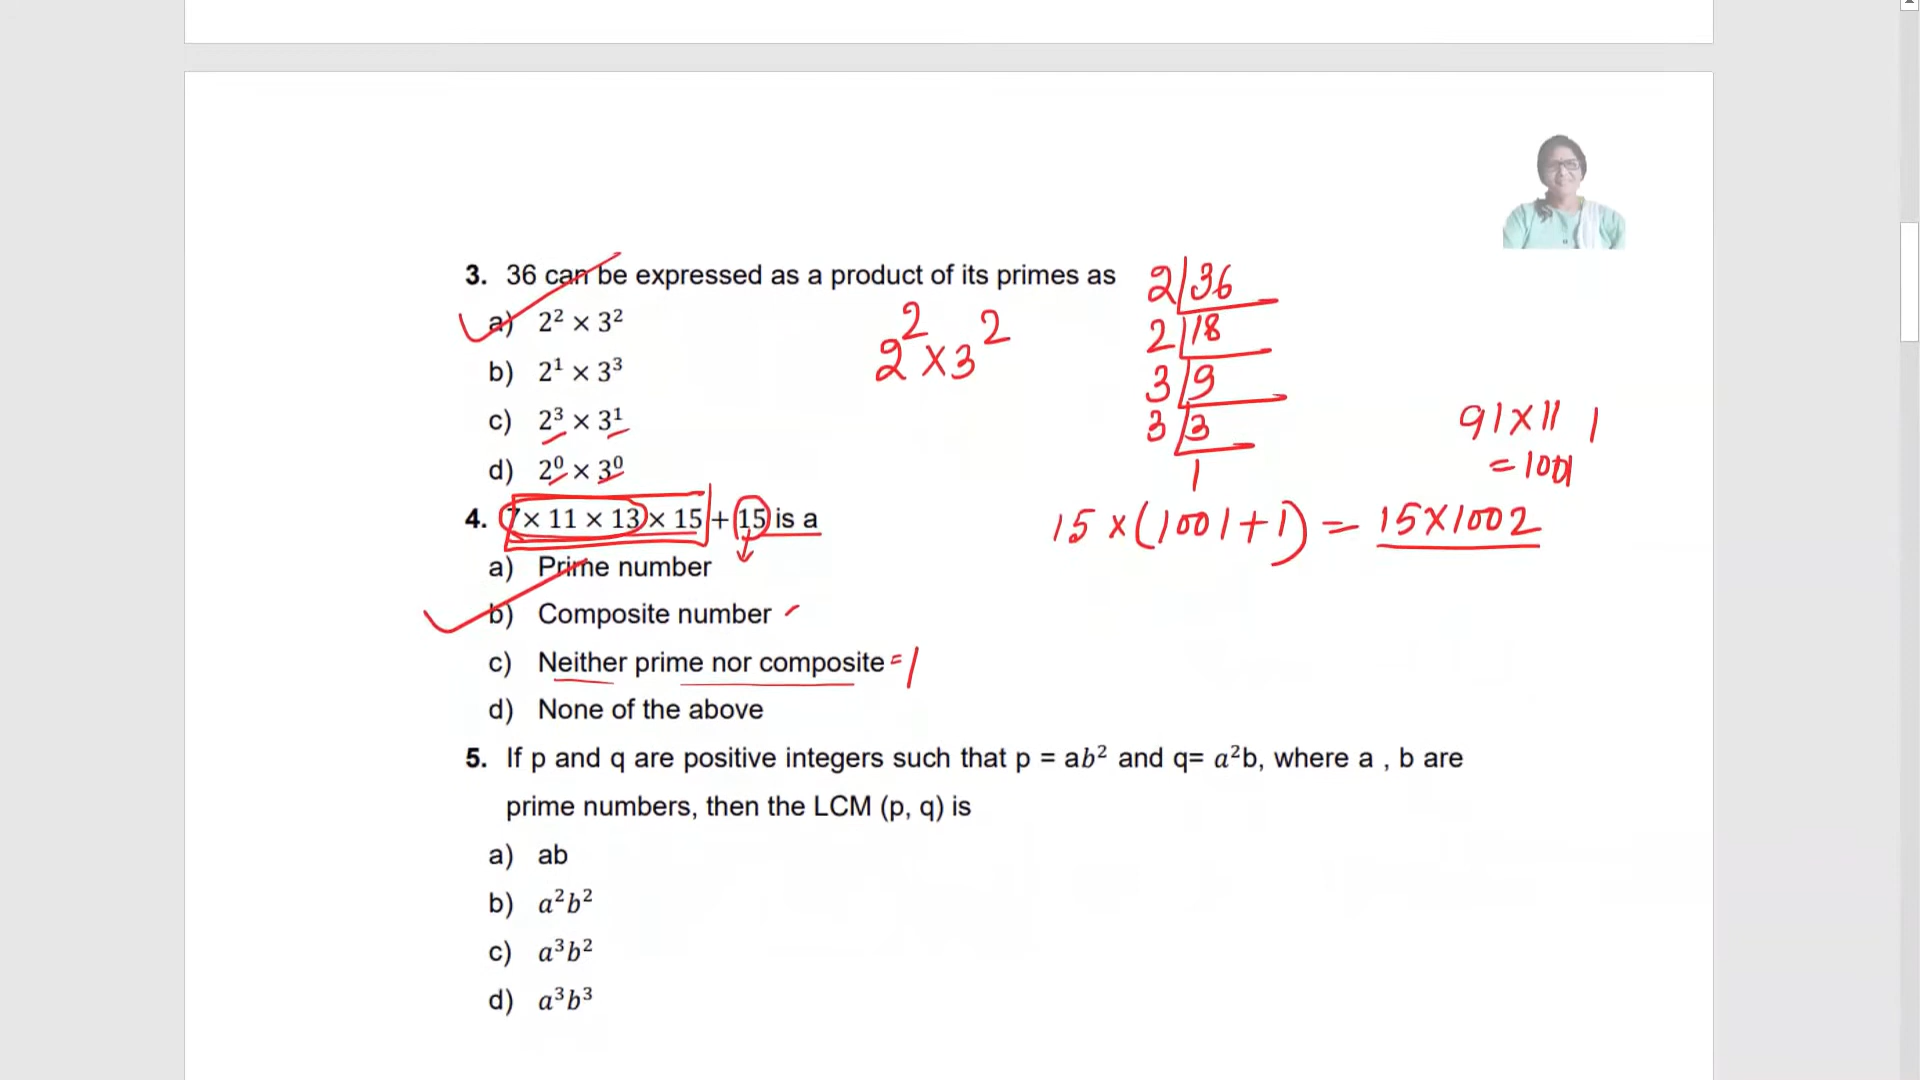 3. 36 can be expressed as a product of its primes as
a) 2² × 3²
b) 2¹ × 3³
c) 2³ × 3¹
d) 2⁰ × 3⁰
2² × 3²
2 | 36
2 | 18
3 | 9
3 | 3
1
91 × 11 1
= 1001
4. 7 × 11 × 13 × 15 + 15 is a
15 × (1001 + 1) = 15 × 1002
a) Prime number
b) Composite number
c) Neither prime nor composite = 1
d) None of the above
5. If p and q are positive integers such that p = ab² and q= a²b, where a , b are
prime numbers, then the LCM (p, q) is
a) ab
b) a²b²
c) a³b²
d) a³b³